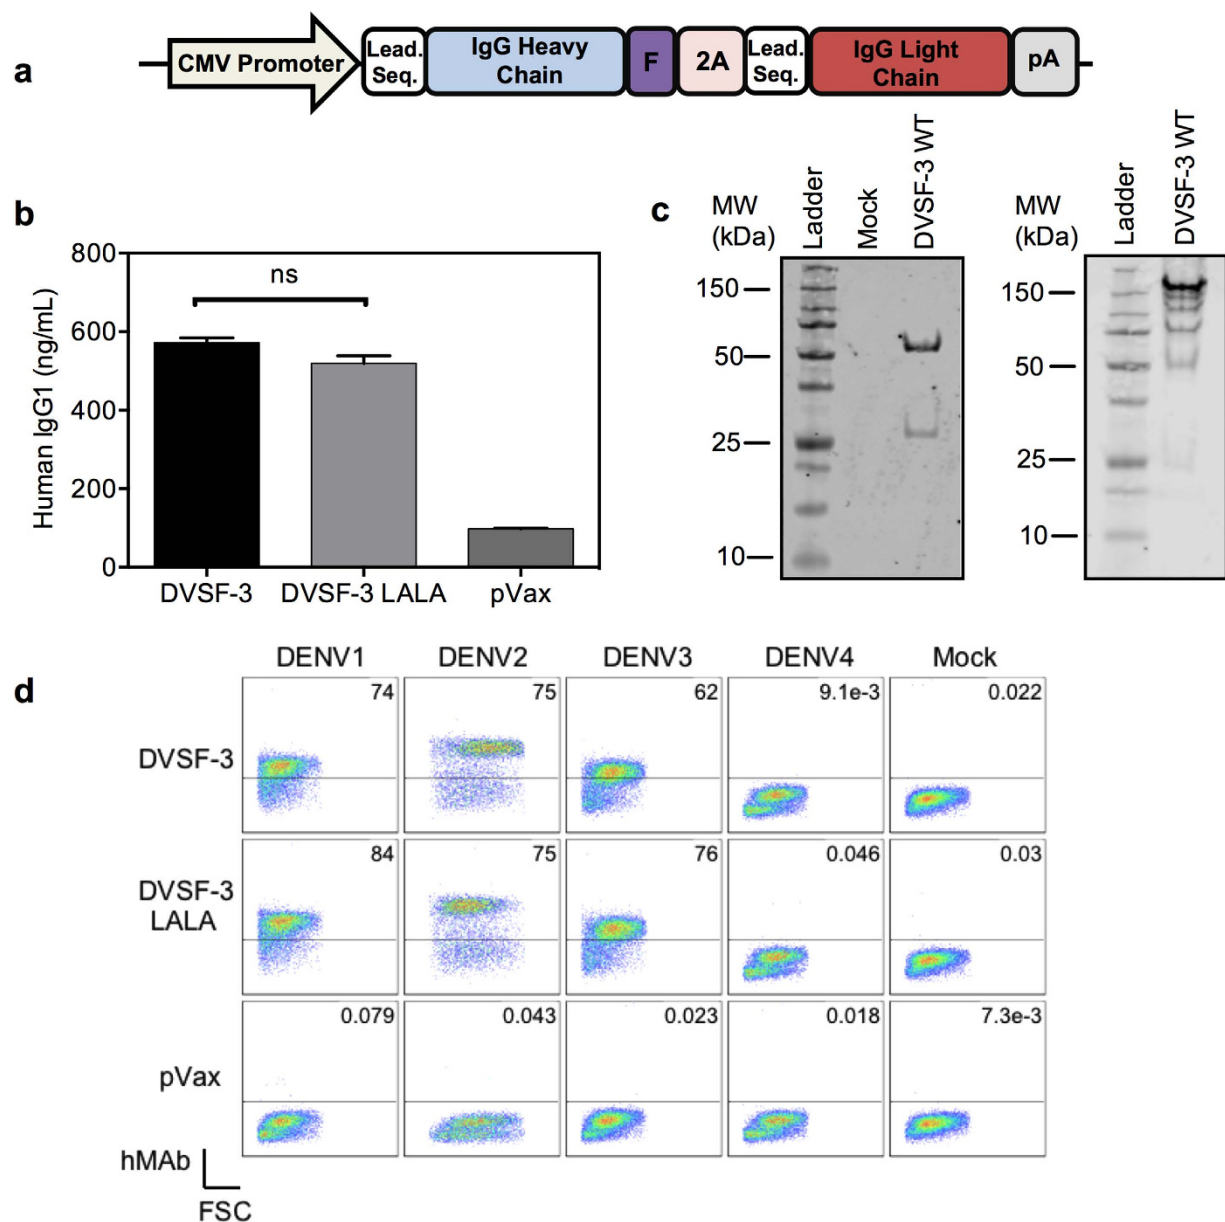 a
CMV Promoter
Lead. Seq.
IgG Heavy Chain
F
2A
Lead. Seq.
IgG Light Chain
pA
b
Human IgG1 (ng/mL)
800
600
400
200
0
ns
DVSF-3
DVSF-3 LALA
pVax
c
MW (kDa)
Ladder
Mock
DVSF-3 WT
150
50
25
10
MW (kDa)
Ladder
DVSF-3 WT
150
50
25
10
d
DENV1 DENV2 DENV3 DENV4 Mock
DVSF-3
74 75 62 9.1e-3 0.022
DVSF-3 LALA
84 75 76 0.046 0.03
pVax
0.079 0.043 0.023 0.018 7.3e-3
hMAb
FSC